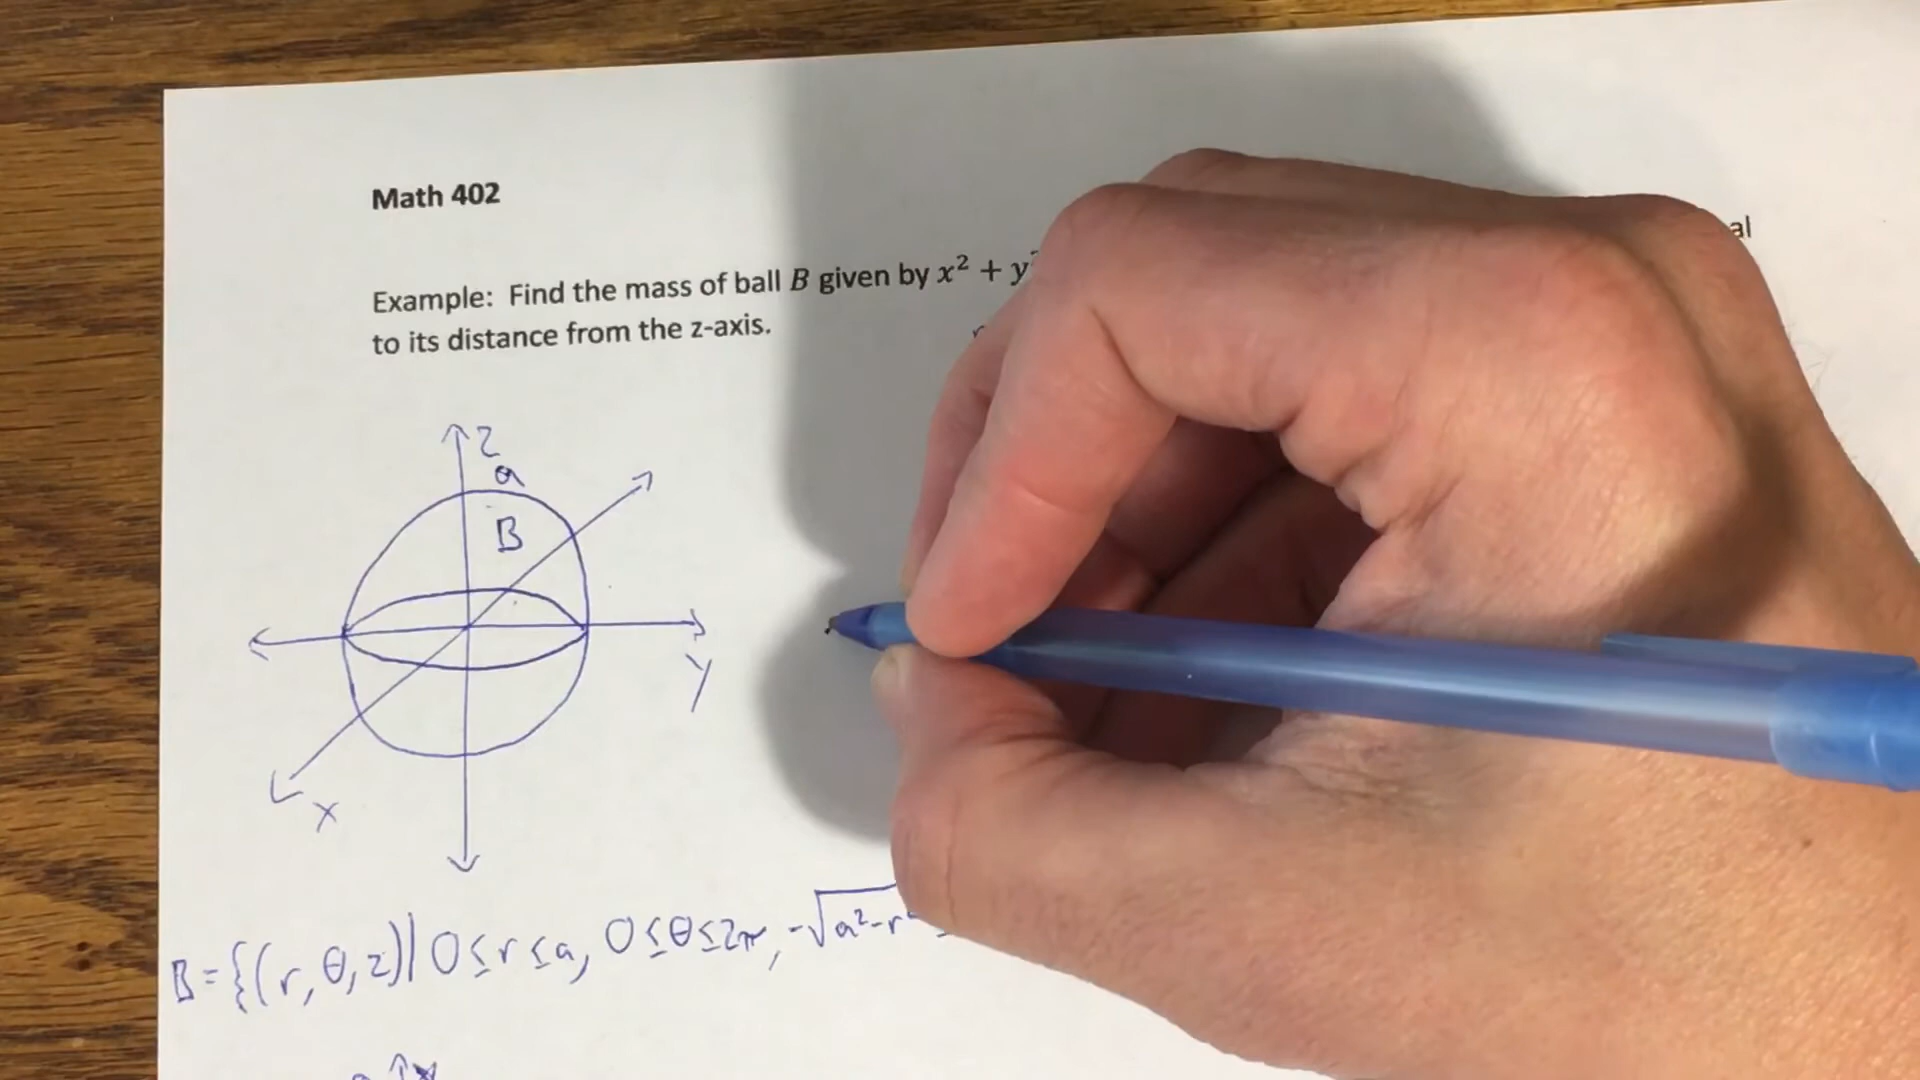 Math 402
al
Example: Find the mass of ball B given by x² + y
to its distance from the z-axis.
z
a
B
y
x
B = {(r, θ, z) | 0 ≤ r ≤ a, 0 ≤ θ ≤ 2π, -√a²-r²